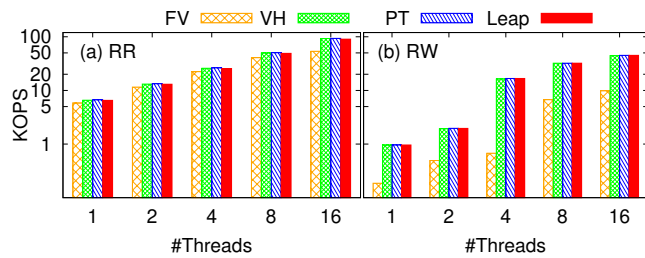 FV VH PT Leap
100
50
20
10
5
1
KOPS
(a) RR
(b) RW
1 2 4 8 16
1 2 4 8 16
#Threads
#Threads